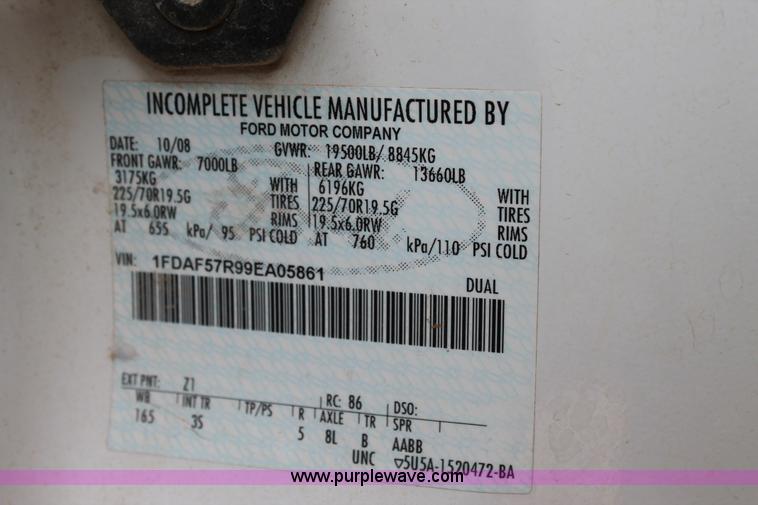 INCOMPLETE VEHICLE MANUFACTURED BY
FORD MOTOR COMPANY
DATE: 10/08 GVWR: 19500LB/ 8845KG
FRONT GAWR: 7000LB REAR GAWR: 13660LB
3175KG WITH 6196KG WITH
225/70R19.5G TIRES 225/70R19.5G TIRES
19.5x6.0RW RIMS 19.5x6.0RW RIMS
AT 655 kPa/ 95 PSI COLD AT 760 kPa/110 PSI COLD
VIN: 1FDAF57R99EA05861
DUAL
EXT PNT: Z1 RC: 86 DSO:
WB INT TR TP/PS R AXLE TR SPR
165 3S 5 8L B AABB
UNC ▽5U5A-1520472-BA
www.purplewave.com